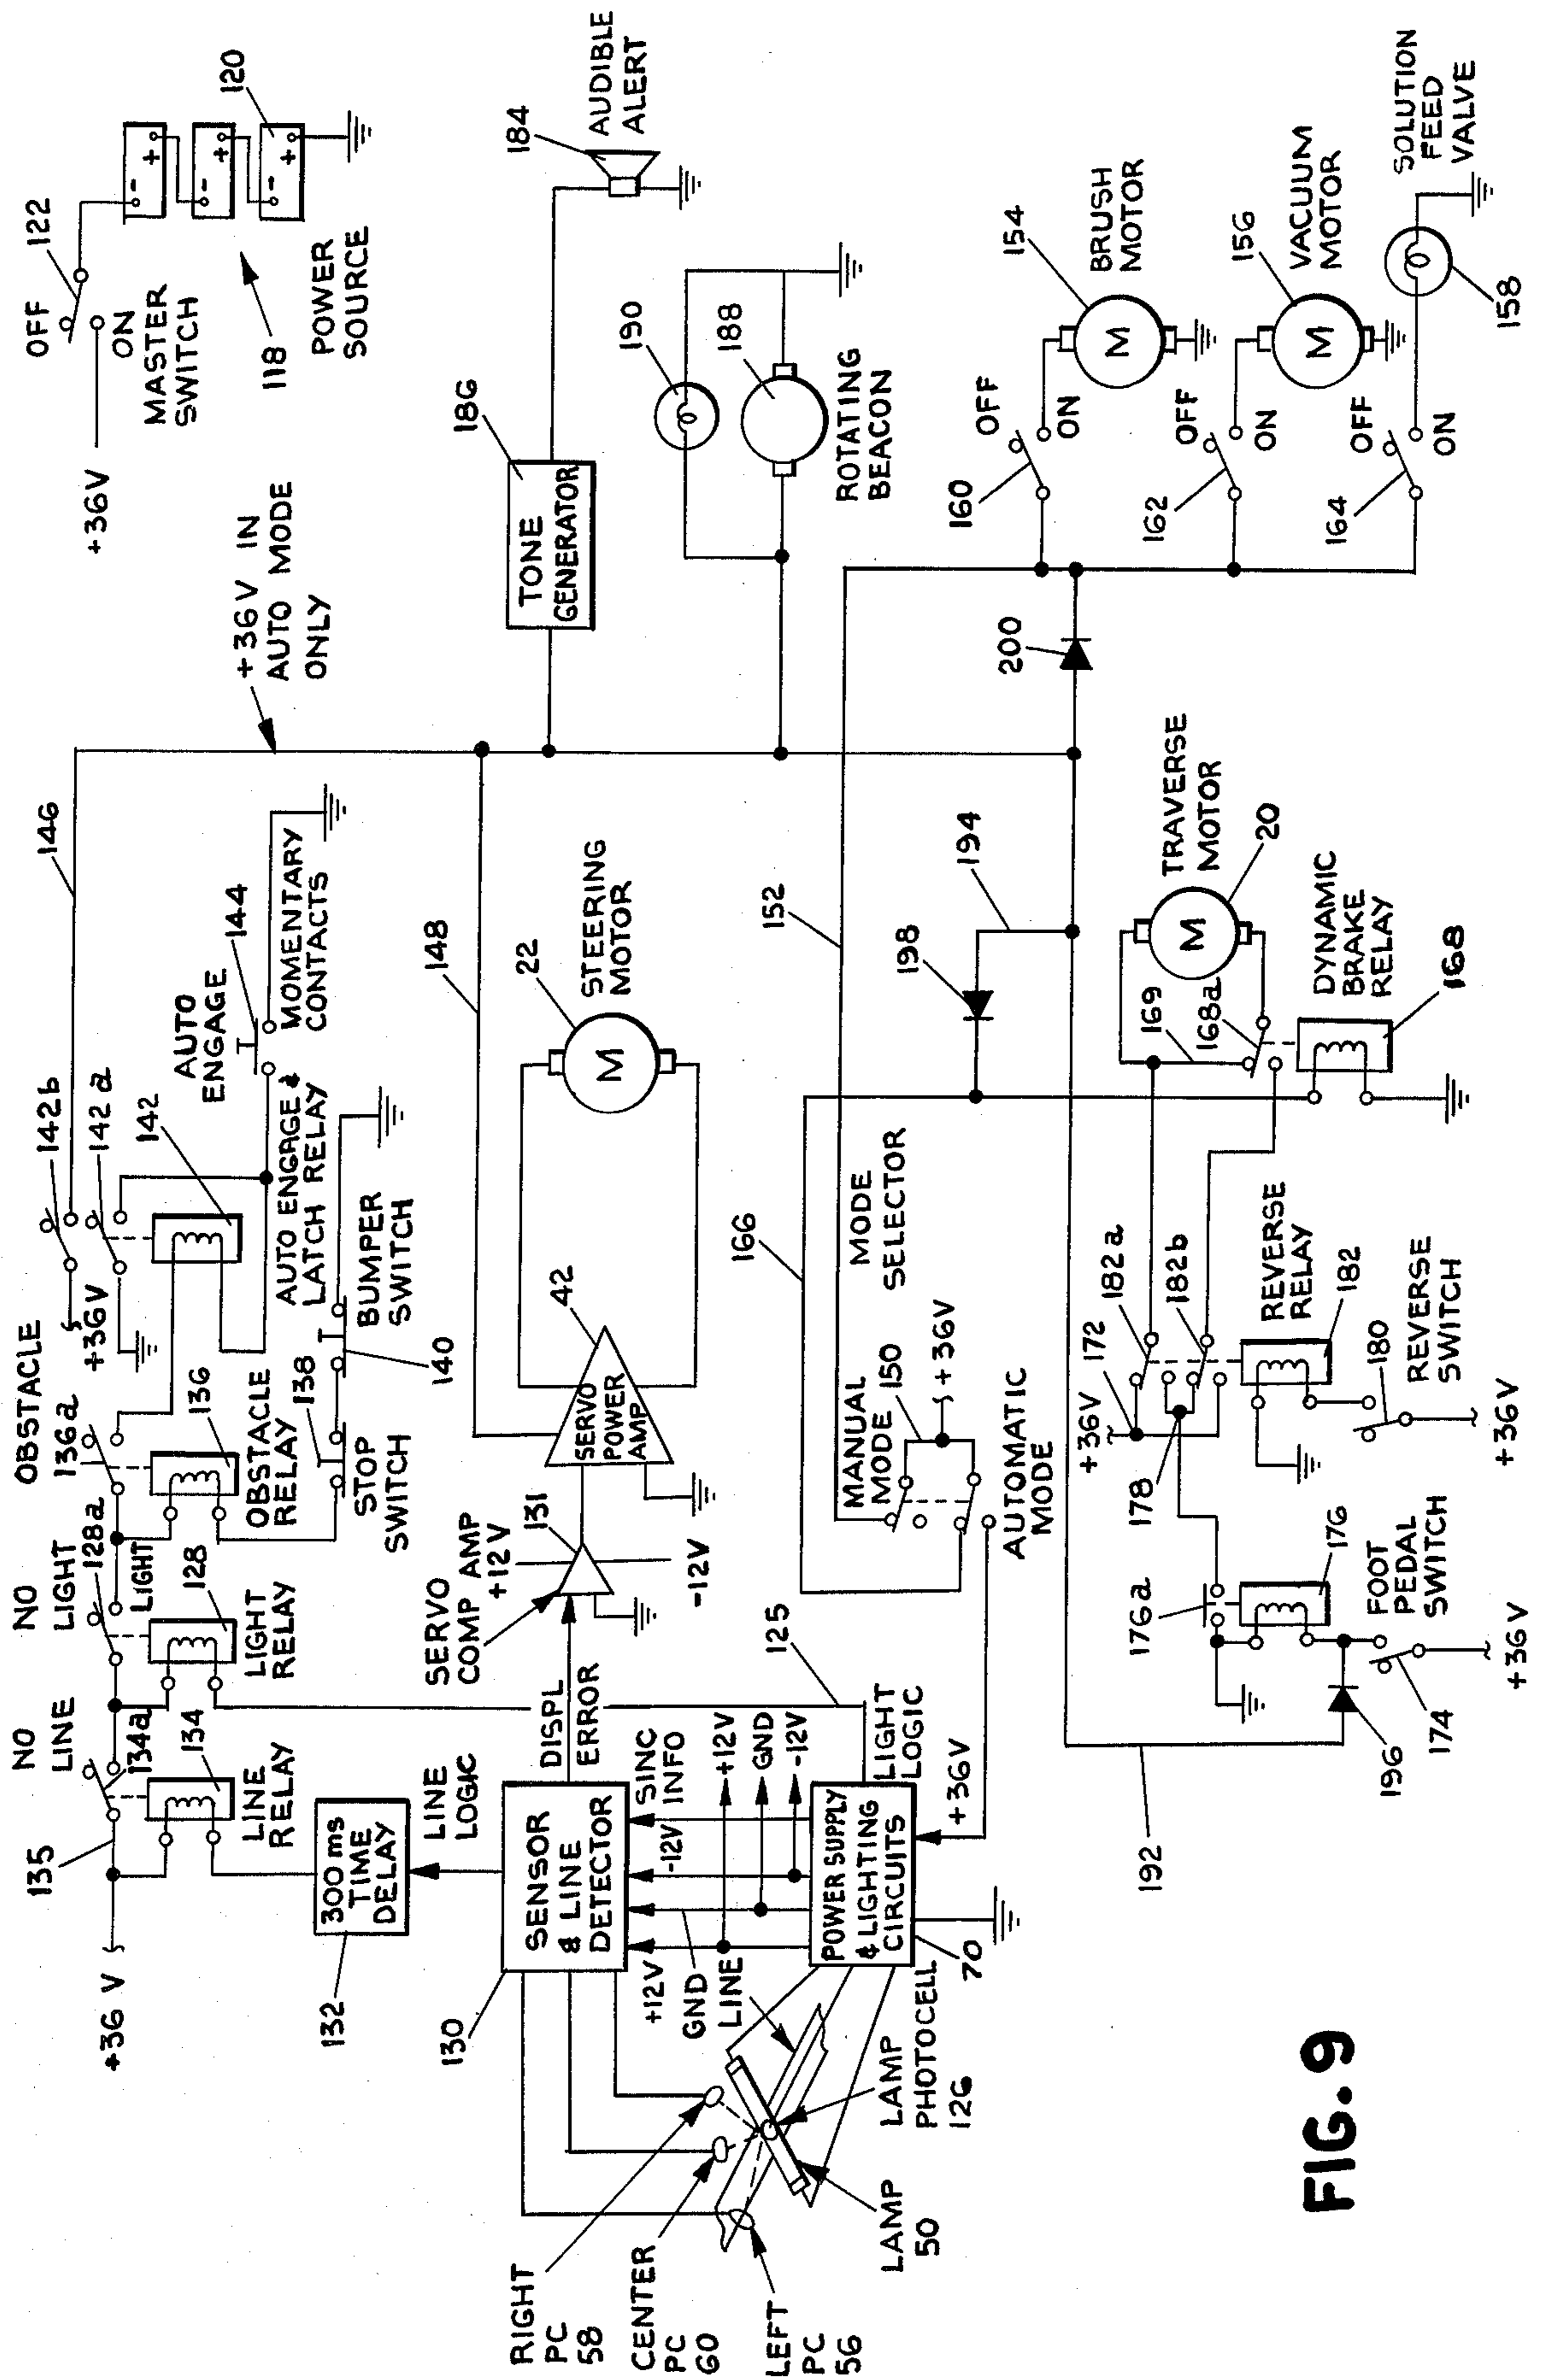 OFF
122
ON
MASTER
SWITCH
+36V
118
POWER
SOURCE
120
-
+
-
+
-
+
+36V IN
AUTO MODE
ONLY
146
142b
142a
142
+36V
AUTO
ENGAGE
144
MOMENTARY
CONTACTS
AUTO ENGAGE &
LATCH RELAY
OBSTACLE
136a
136
OBSTACLE
RELAY
138
STOP
SWITCH
140
BUMPER
SWITCH
NO
LIGHT
128a
LIGHT
128
LIGHT
RELAY
NO
LINE
134a
134
LINE
RELAY
135
+36 V
300 ms
TIME
DELAY
132
LINE
LOGIC
SENSOR
& LINE
DETECTOR
130
DISPL
ERROR
SERVO
COMP AMP
+12V
131
-12V
SERVO
POWER
AMP
42
148
22
STEERING
MOTOR
M
186
TONE
GENERATOR
184
AUDIBLE
ALERT
190
188
ROTATING
BEACON
SINC
INFO
-12V
+12V
GND
-12V
+12V
GND
LINE
POWER SUPPLY
& LIGHTING
CIRCUITS
70
LIGHT
LOGIC
125
+36V
RIGHT
PC
58
CENTER
PC
60
LEFT
PC
56
LAMP
50
LAMP
PHOTOCELL
126
152
166
MODE
SELECTOR
MANUAL
MODE
150
+36V
AUTOMATIC
MODE
198
194
200
160
OFF
ON
154
BRUSH
MOTOR
M
162
OFF
ON
156
VACUUM
MOTOR
M
164
OFF
ON
158
SOLUTION
FEED
VALVE
TRAVERSE
MOTOR
20
M
169
168a
DYNAMIC
BRAKE
RELAY
168
+36V
172
182a
182b
178
REVERSE
RELAY
182
180
REVERSE
SWITCH
+36V
176a
176
FOOT
PEDAL
SWITCH
174
+36V
196
192
FIG.9